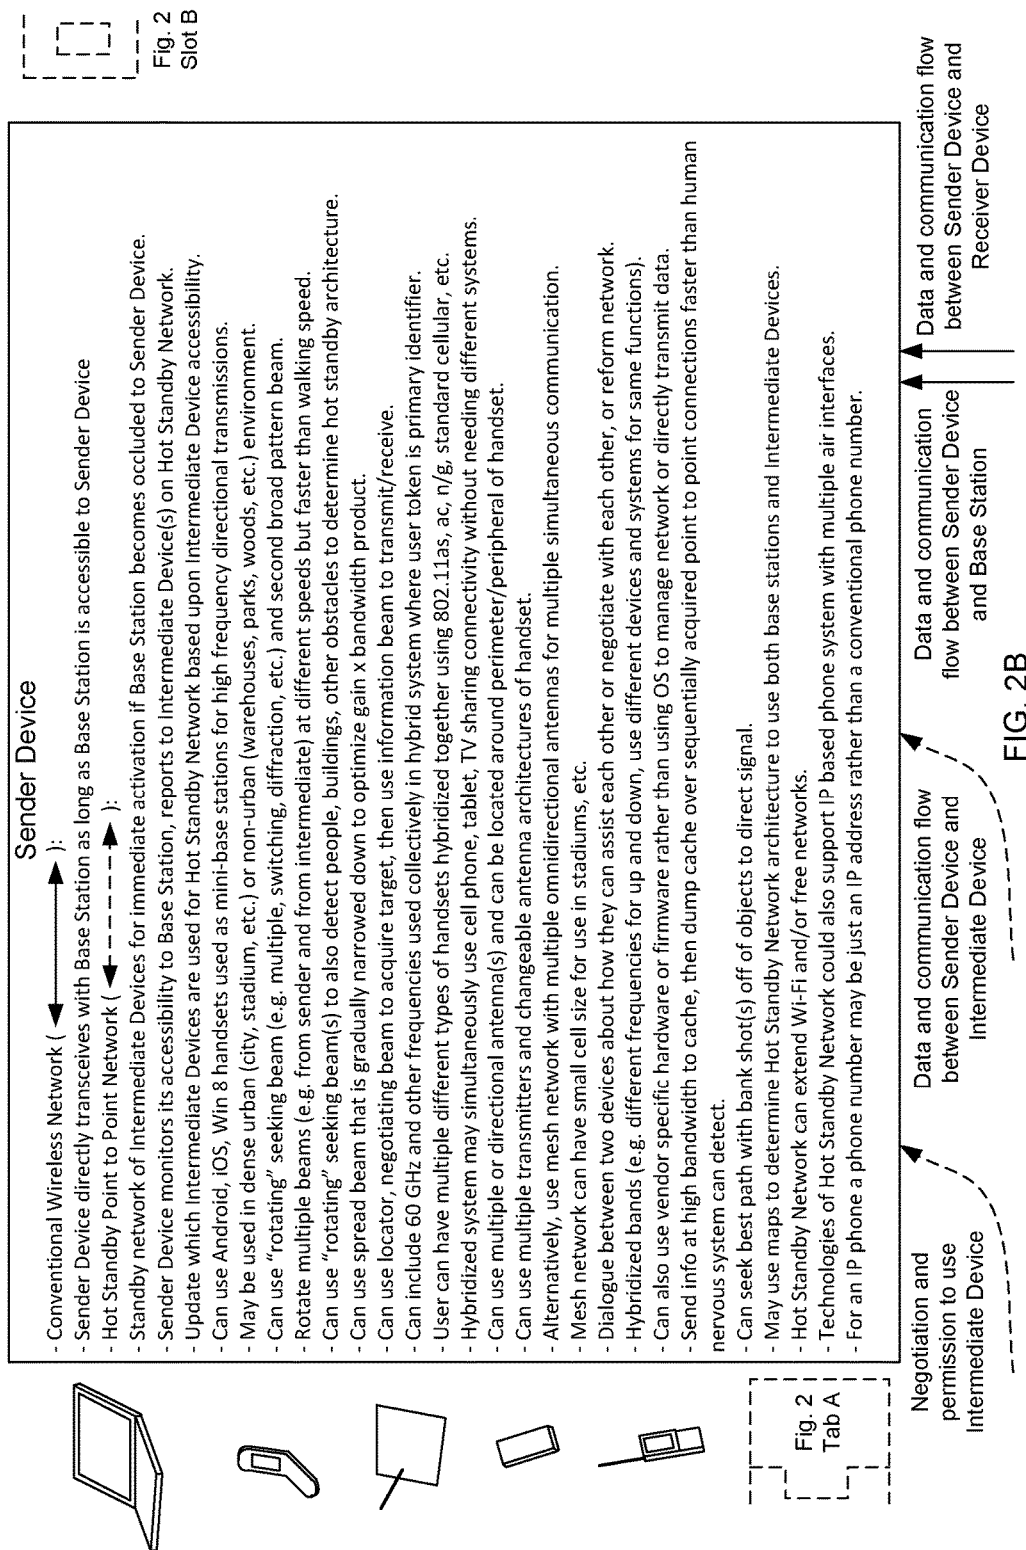 Fig. 2
Slot B
Sender Device
- Conventional Wireless Network ( ):
- Sender Device directly transceives with Base Station as long as Base Station is accessible to Sender Device
- Hot Standby Point to Point Network ( ):
- Standby network of Intermediate Devices for immediate activation if Base Station becomes occluded to Sender Device.
- Sender Device monitors its accessibility to Base Station, reports to Intermediate Device(s) on Hot Standby Network.
- Update which Intermediate Devices are used for Hot Standby Network based upon Intermediate Device accessibility.
- Can use Android, iOS, Win 8 handsets used as mini-base stations for high frequency directional transmissions.
- May be used in dense urban (city, stadium, etc.) or non-urban (warehouses, parks, woods, etc.) environment.
- Can use “rotating” seeking beam (e.g. multiple, switching, diffraction, etc.) and second broad pattern beam.
- Rotate multiple beams (e.g. from sender and from intermediate) at different speeds but faster than walking speed.
- Can use “rotating” seeking beam(s) to also detect people, buildings, other obstacles to determine hot standby architecture.
- Can use spread beam that is gradually narrowed down to optimize gain x bandwidth product.
- Can use locator, negotiating beam to acquire target, then use information beam to transmit/receive.
- Can include 60 GHz and other frequencies used collectively in hybrid system where user token is primary identifier.
- User can have multiple different types of handsets hybridized together using 802.11as, ac, n/g, standard cellular, etc.
- Hybridized system may simultaneously use cell phone, tablet, TV sharing connectivity without needing different systems.
- Can use multiple or directional antenna(s) and can be located around perimeter/peripheral of handset.
- Can use multiple transmitters and changeable antenna architectures of handset.
- Alternatively, use mesh network with multiple omnidirectional antennas for multiple simultaneous communication.
- Mesh network can have small cell size for use in stadiums, etc.
- Dialogue between two devices about how they can assist each other or negotiate with each other, or reform network.
- Hybridized bands (e.g. different frequencies for up and down, use different devices and systems for same functions).
- Can also use vendor specific hardware or firmware rather than using OS to manage network or directly transmit data.
- Send info at high bandwidth to cache, then dump cache over sequentially acquired point to point connections faster than human
nervous system can detect.
- Can seek best path with bank shot(s) off of objects to direct signal.
- May use maps to determine Hot Standby Network architecture to use both base stations and Intermediate Devices.
- Hot Standby Network can extend Wi-Fi and/or free networks.
- Technologies of Hot Standby Network could also support IP based phone system with multiple air interfaces.
- For an IP phone a phone number may be just an IP address rather than a conventional phone number.
Fig. 2
Tab A
Negotiation and
permission to use
Intermediate Device
Data and communication flow
between Sender Device and
Intermediate Device
Data and communication
flow between Sender Device
and Base Station
Data and communication flow
between Sender Device and
Receiver Device
FIG. 2B